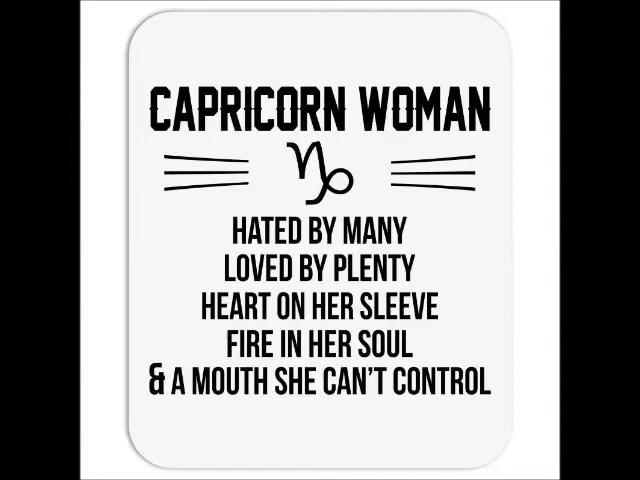 CAPRICORN WOMAN
HATED BY MANY
LOVED BY PLENTY
HEART ON HER SLEEVE
FIRE IN HER SOUL
& A MOUTH SHE CAN'T CONTROL